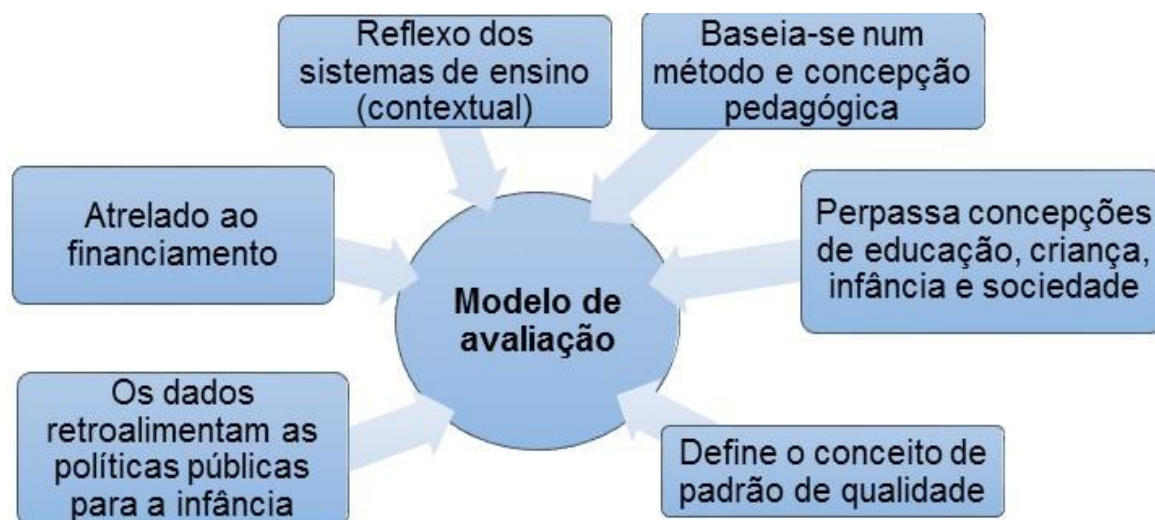 Reflexo dos
sistemas de ensino
(contextual)
Baseia-se num
método e concepção
pedagógica
Atrelado ao
financiamento
Perpassa concepções
de educação, criança,
infância e sociedade
Modelo de
avaliação
Os dados
retroalimentam as
políticas públicas
para a infância
Define o conceito de
padrão de qualidade